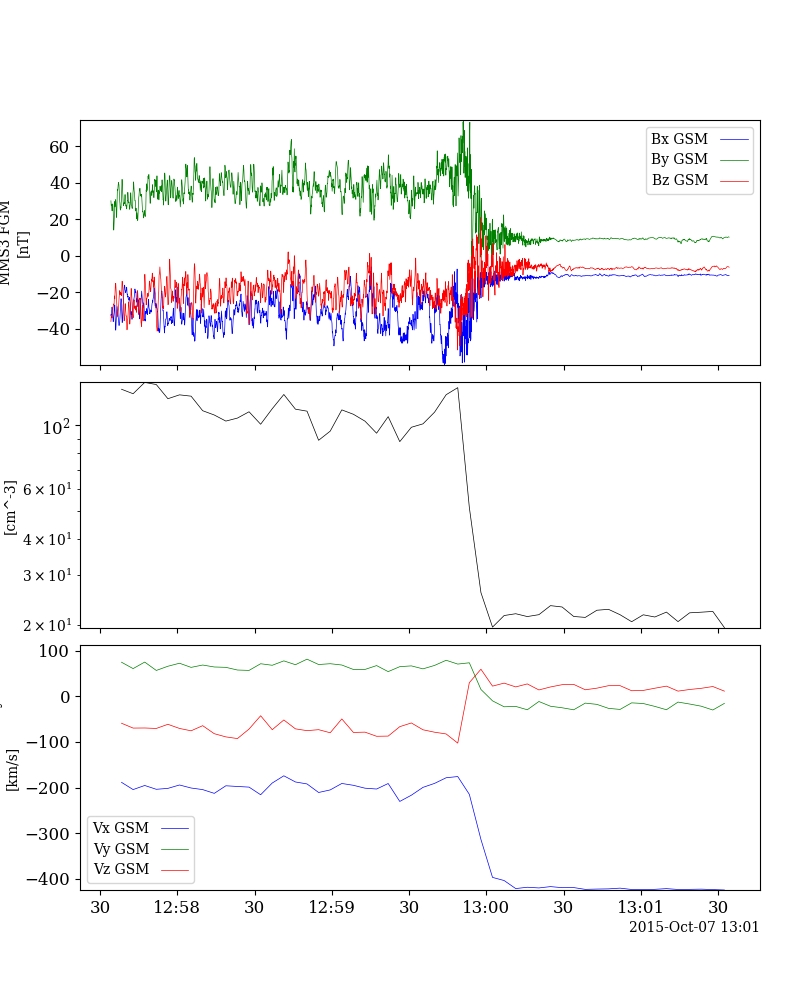 60
40
20
0
−20
−40
MMS3 FGM
[nT]
Bx GSM
By GSM
Bz GSM
10²
6 × 10¹
4 × 10¹
3 × 10¹
2 × 10¹
[cm^-3]
100
0
−100
−200
−300
−400
[km/s]
Vx GSM
Vy GSM
Vz GSM
30 12:58 30 12:59 30 13:00 30 13:01 30
2015-Oct-07 13:01